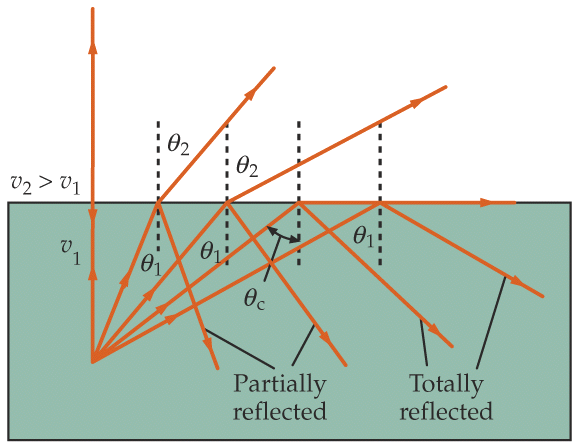 θ₂
θ₂
v₂ > v₁
v₁
θ₁
θ₁
θ₁
θc
Partially
reflected
Totally
reflected